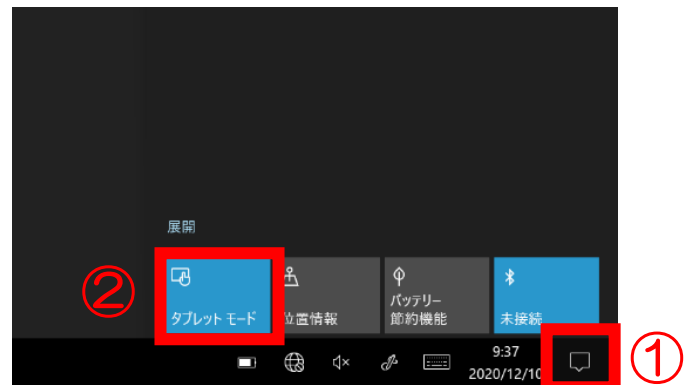 展開
②
タブレット モード
位置情報
バッテリー
節約機能
未接続
9:37
2020/12/10
①